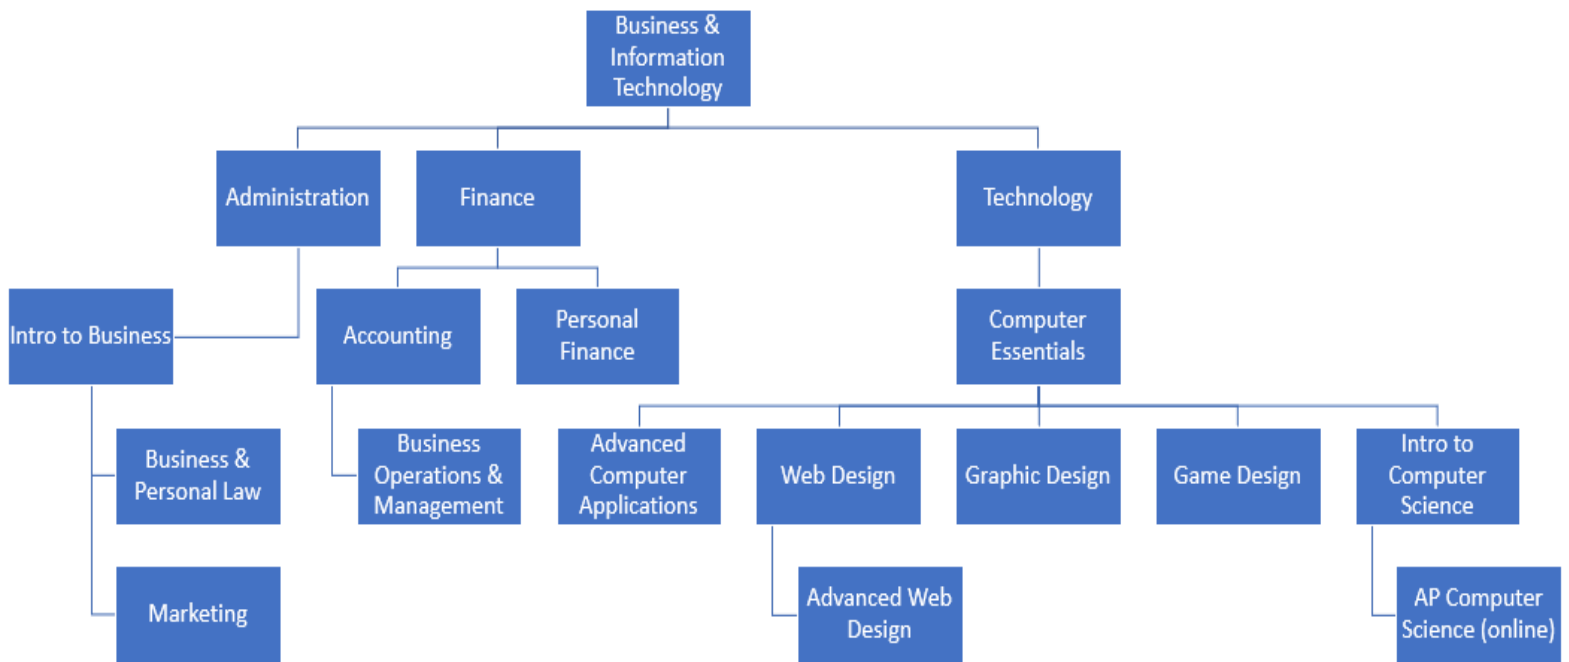 Business &
Information
Technology
Administration
Finance
Technology
Intro to Business
Accounting
Personal
Finance
Computer
Essentials
Business &
Personal Law
Business
Operations &
Management
Advanced
Computer
Applications
Web Design
Graphic Design
Game Design
Intro to
Computer
Science
Marketing
Advanced Web
Design
AP Computer
Science (online)